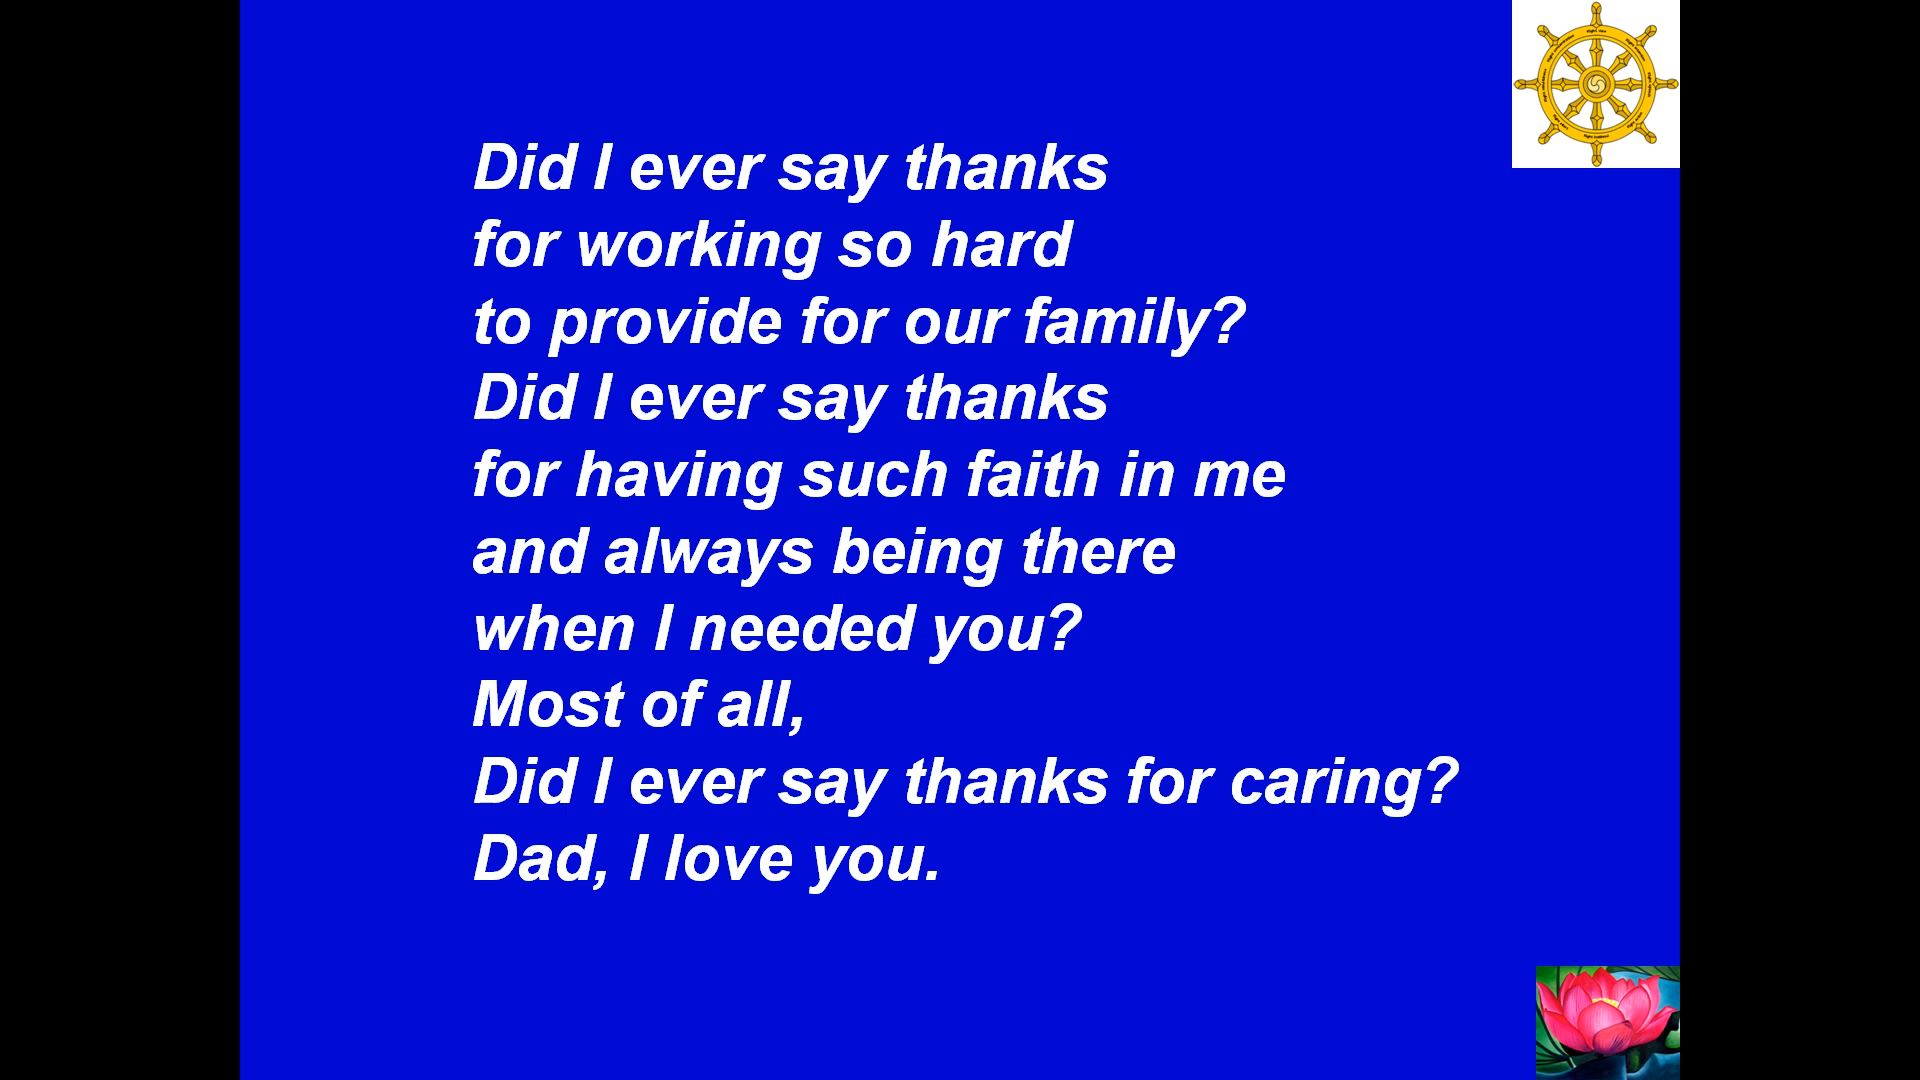 Did I ever say thanks
for working so hard
to provide for our family?
Did I ever say thanks
for having such faith in me
and always being there
when I needed you?
Most of all,
Did I ever say thanks for caring?
Dad, I love you.